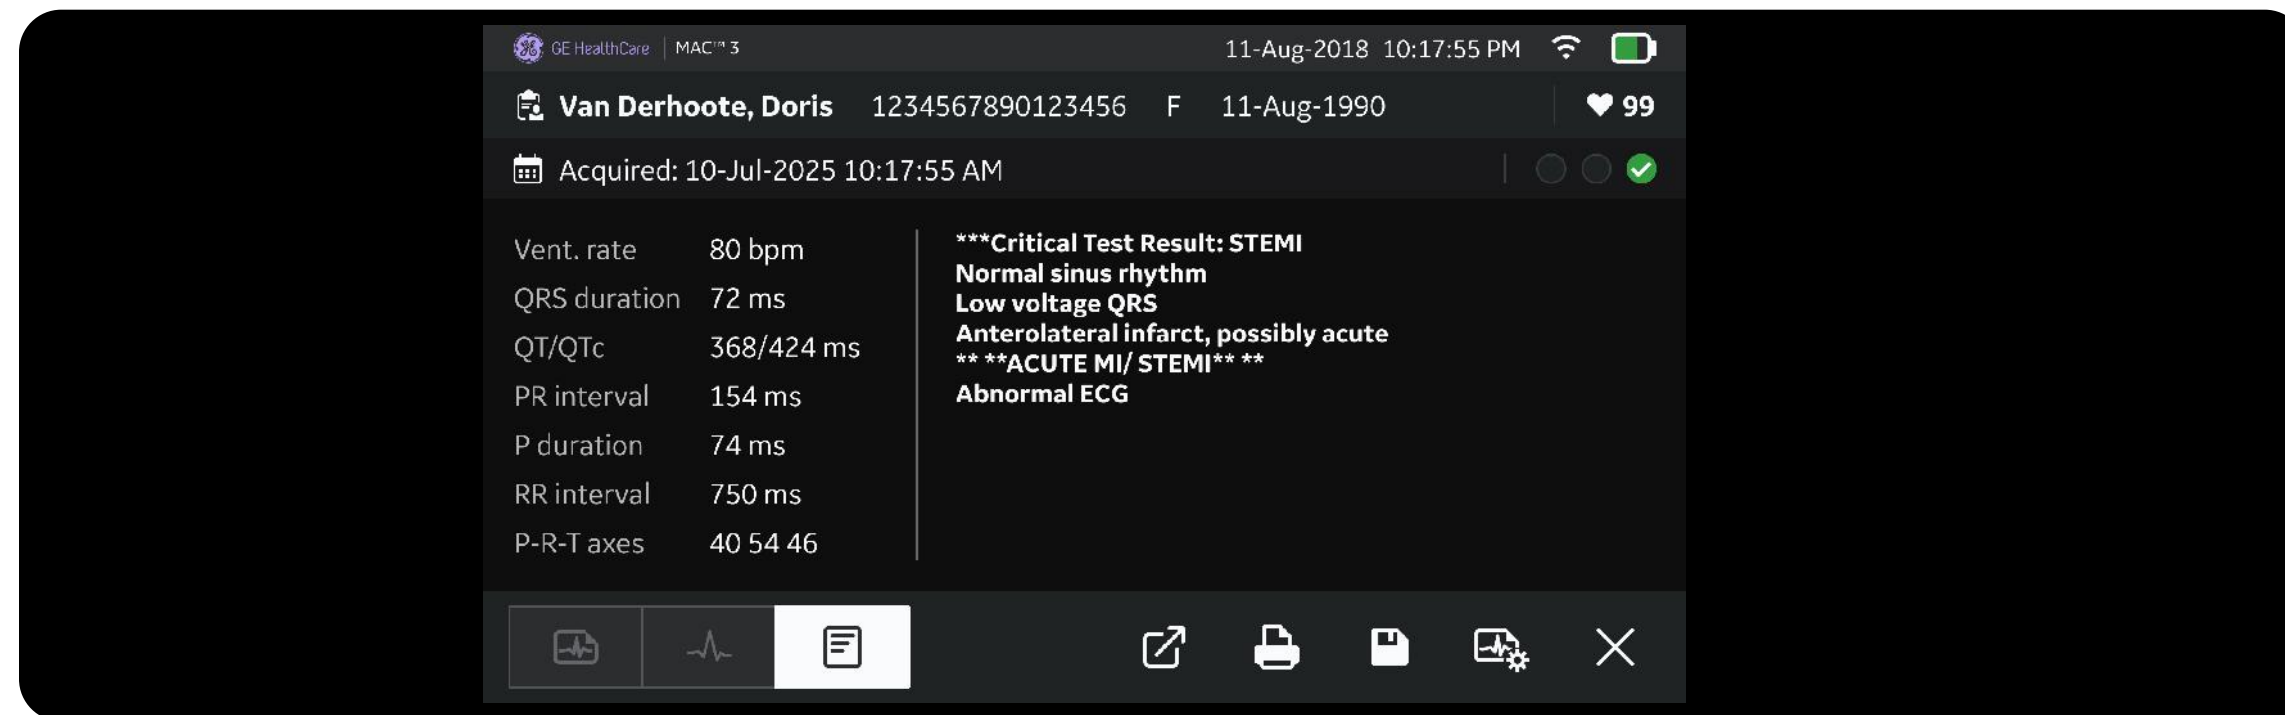 GE HealthCare | MAC™ 3 11-Aug-2018 10:17:55 PM
Van Derhoote, Doris 1234567890123456 F 11-Aug-1990 99
Acquired: 10-Jul-2025 10:17:55 AM
Vent. rate 80 bpm
QRS duration 72 ms
QT/QTc 368/424 ms
PR interval 154 ms
P duration 74 ms
RR interval 750 ms
P-R-T axes 40 54 46
***Critical Test Result: STEMI
Normal sinus rhythm
Low voltage QRS
Anterolateral infarct, possibly acute
** **ACUTE MI/ STEMI** **
Abnormal ECG